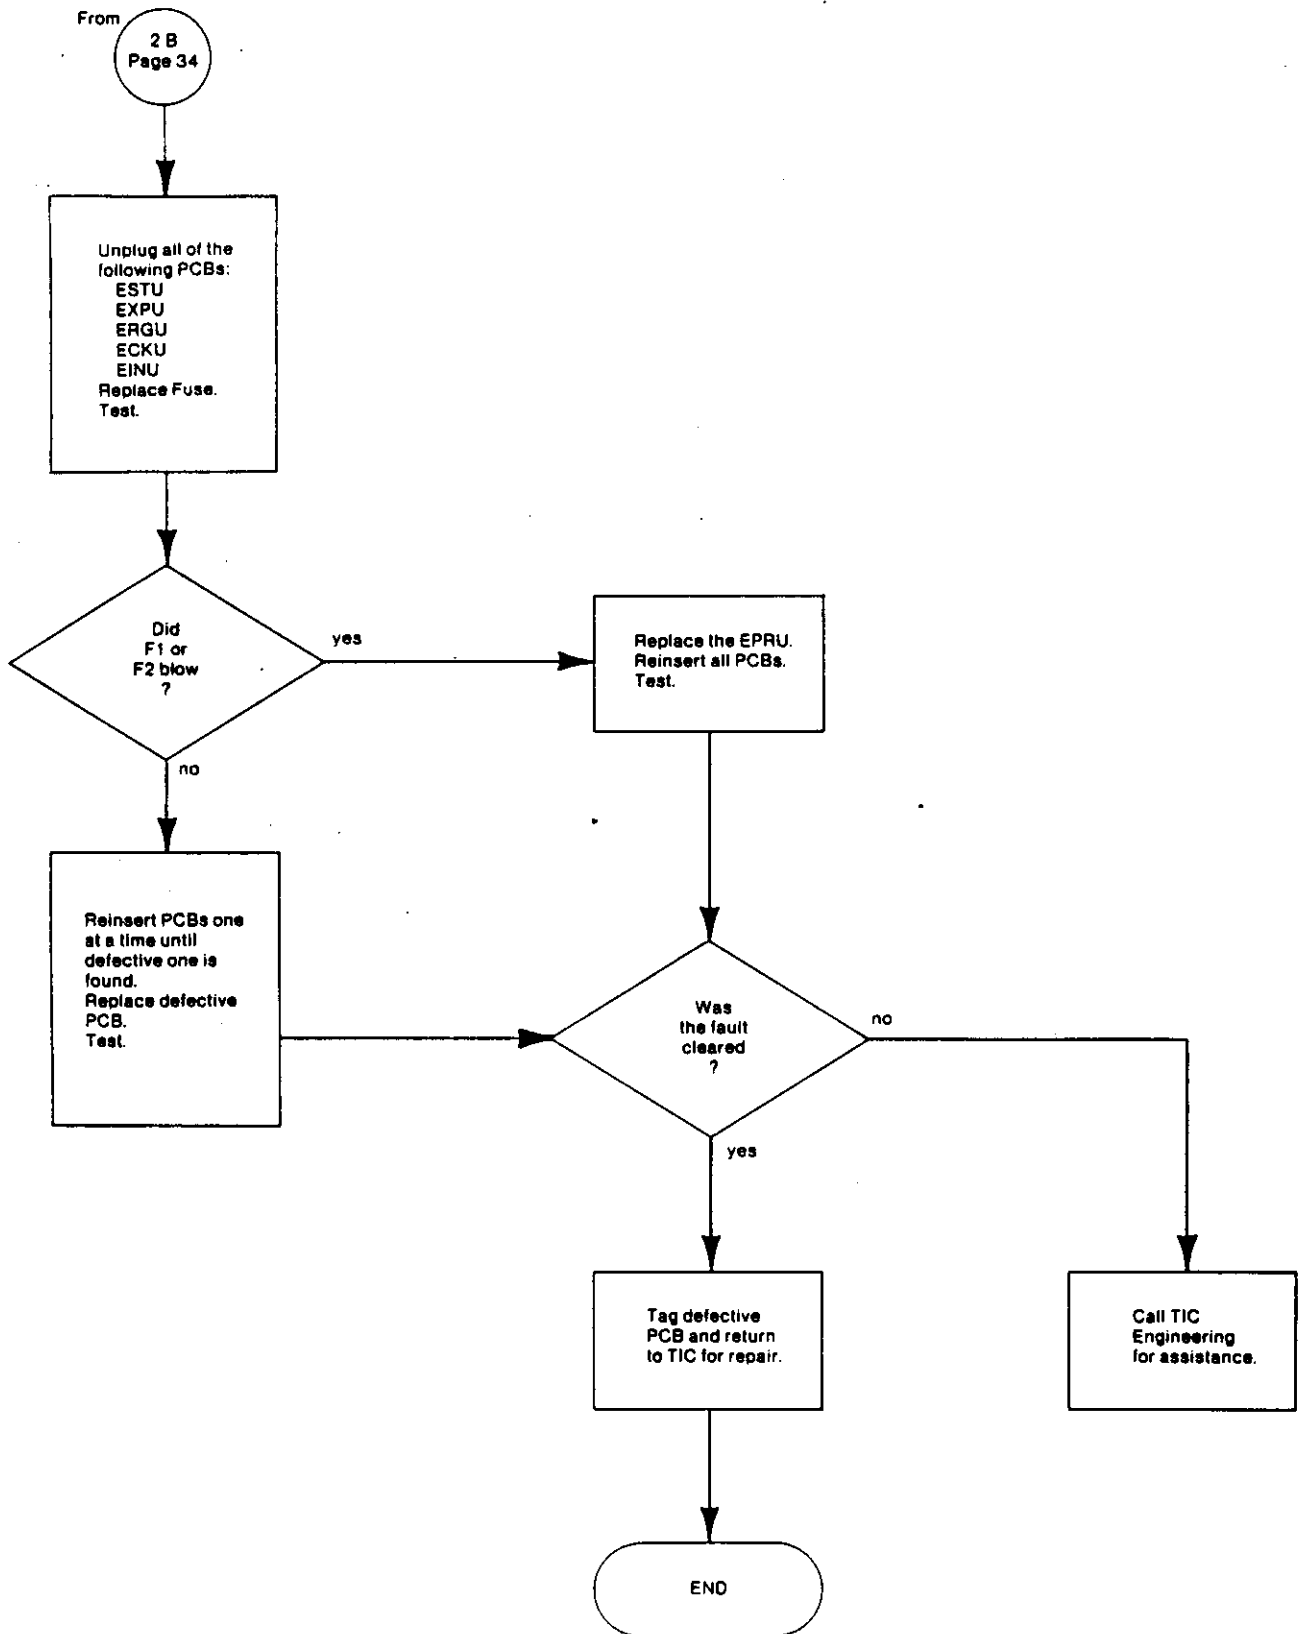 From
2 B
Page 34
Unplug all of the
following PCBs:
ESTU
EXPU
ERGU
ECKU
EINU
Replace Fuse.
Test.
Did
F1 or
F2 blow
?
yes
no
Replace the EPRU.
Reinsert all PCBs.
Test.
Reinsert PCBs one
at a time until
defective one is
found.
Replace defective
PCB.
Test.
Was
the fault
cleared
?
no
yes
Tag defective
PCB and return
to TIC for repair.
Call TIC
Engineering
for assistance.
END